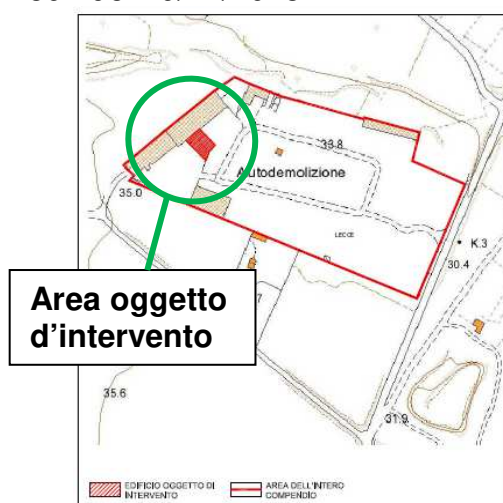 33.8
Autodemolizione
35.0
LECCE
K.3
30.4
Area oggetto
d'intervento
7
35.6
31.9
EDIFICIO OGGETTO DI
INTERVENTO
AREA DELL'INTERO
COMPENDIO